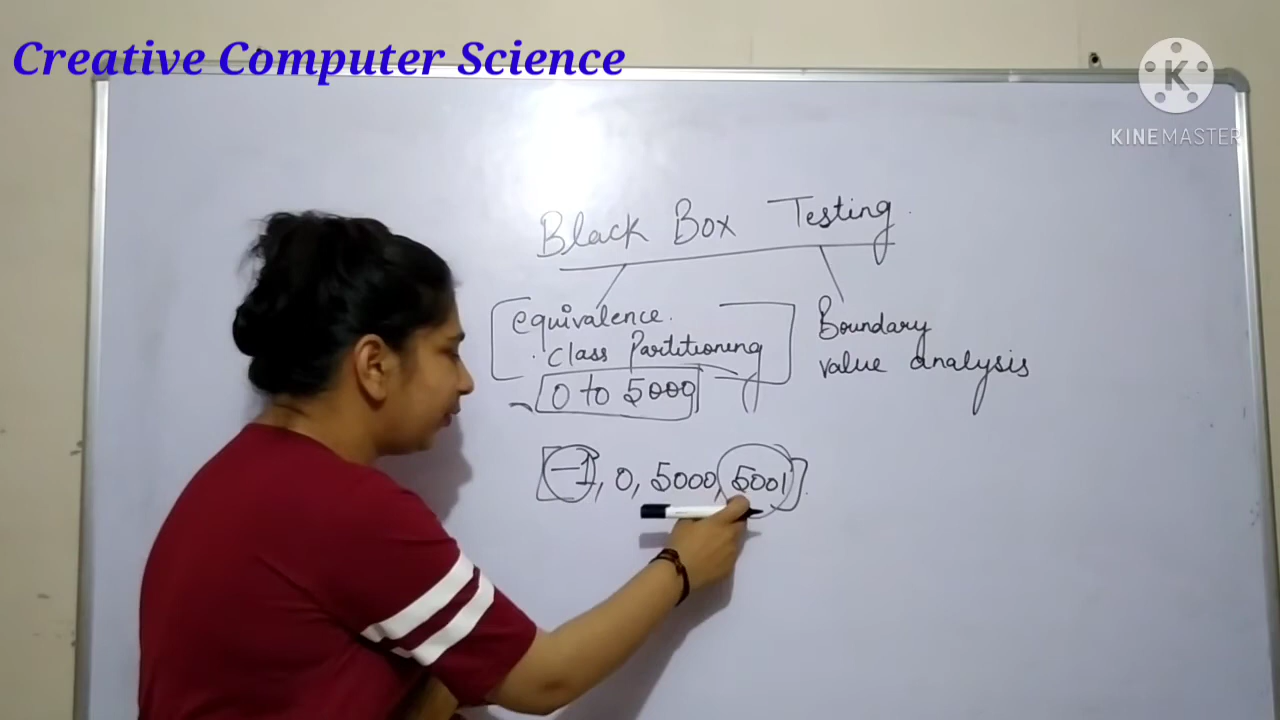 Creative Computer Science
K
KINEMASTER
Black Box Testing
equivalence
Class Partitioning
0 to 5000
Boundary
value analysis
[-1, 0, 5000, 5001]